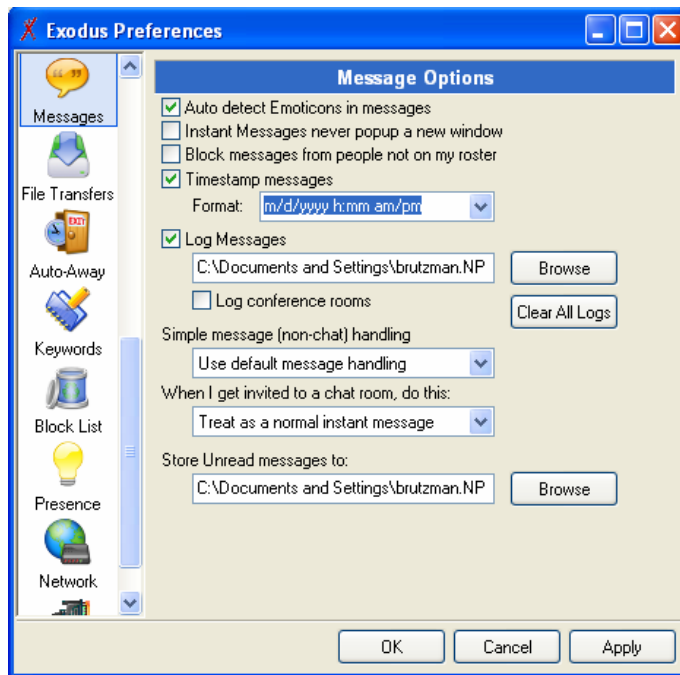 Exodus Preferences
Messages
File Transfers
EXIT
Auto-Away
Keywords
Block List
Presence
Network
Message Options
Auto detect Emoticons in messages
Instant Messages never popup a new window
Block messages from people not on my roster
Timestamp messages
Format: m/d/yyyy h:mm am/pm
Log Messages
C:\Documents and Settings\brutzman.NP Browse
Log conference rooms
Clear All Logs
Simple message (non-chat) handling
Use default message handling
When I get invited to a chat room, do this:
Treat as a normal instant message
Store Unread messages to:
C:\Documents and Settings\brutzman.NP Browse
OK Cancel Apply